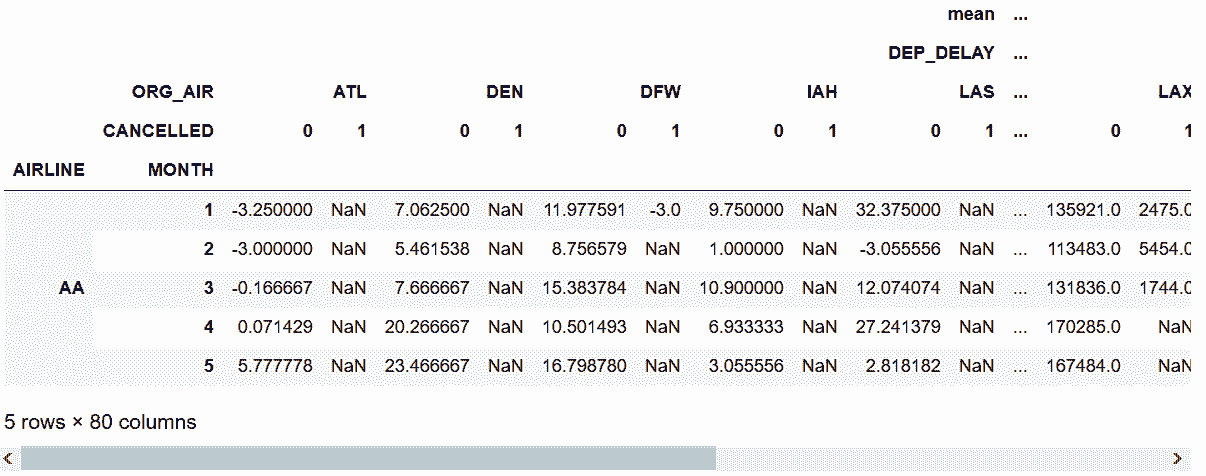 mean ...
DEP_DELAY ...
ORG_AIR ATL DEN DFW IAH LAS ... LAX
CANCELLED 0 1 0 1 0 1 0 1 0 1 ... 0 1
AIRLINE MONTH
1 -3.250000 NaN 7.062500 NaN 11.977591 -3.0 9.750000 NaN 32.375000 NaN ... 135921.0 2475.0
2 -3.000000 NaN 5.461538 NaN 8.756579 NaN 1.000000 NaN -3.055556 NaN ... 113483.0 5454.0
AA 3 -0.166667 NaN 7.666667 NaN 15.383784 NaN 10.900000 NaN 12.074074 NaN ... 131836.0 1744.0
4 0.071429 NaN 20.266667 NaN 10.501493 NaN 6.933333 NaN 27.241379 NaN ... 170285.0 NaN
5 5.777778 NaN 23.466667 NaN 16.798780 NaN 3.055556 NaN 2.818182 NaN ... 167484.0 NaN
5 rows × 80 columns